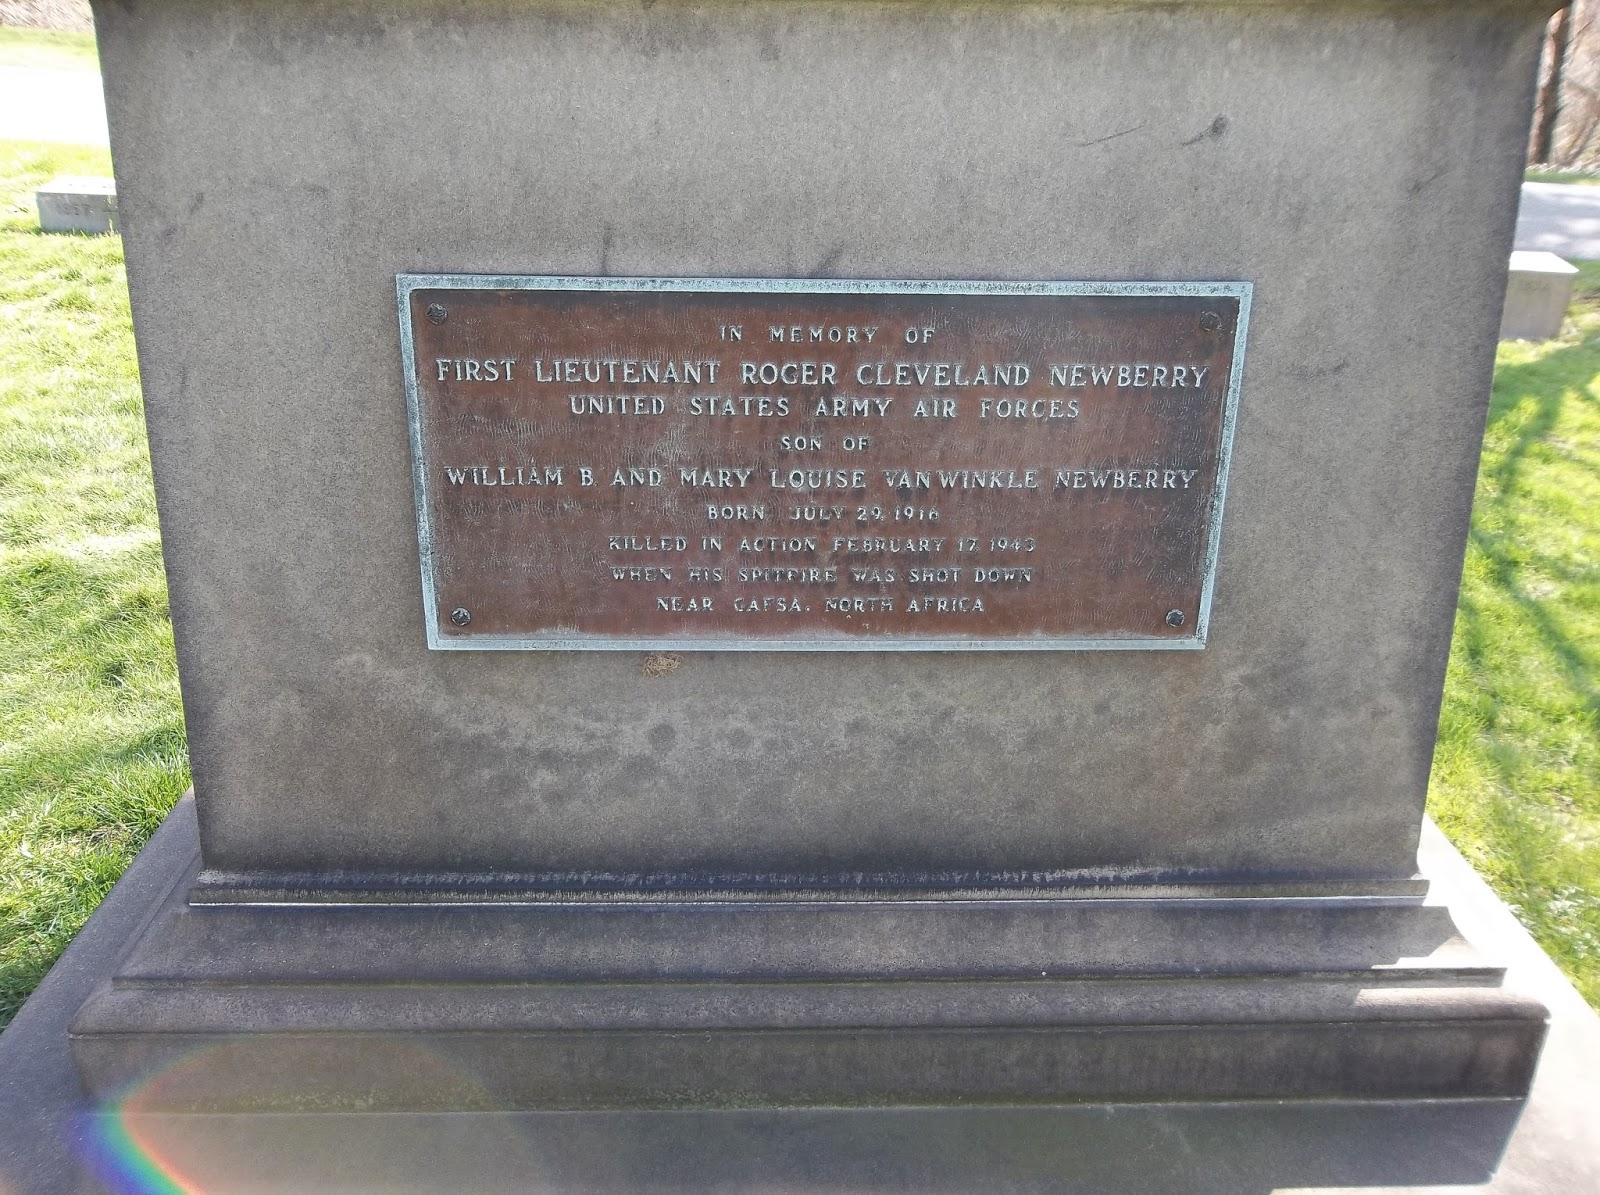 IN MEMORY OF
FIRST LIEUTENANT ROGER CLEVELAND NEWBERRY
UNITED STATES ARMY AIR FORCES
SON OF
WILLIAM B. AND MARY LOUISE VAN WINKLE NEWBERRY
BORN JULY 29, 1916
KILLED IN ACTION FEBRUARY 17, 1943
WHEN HIS SPITFIRE WAS SHOT DOWN
NEAR GAFSA, NORTH AFRICA